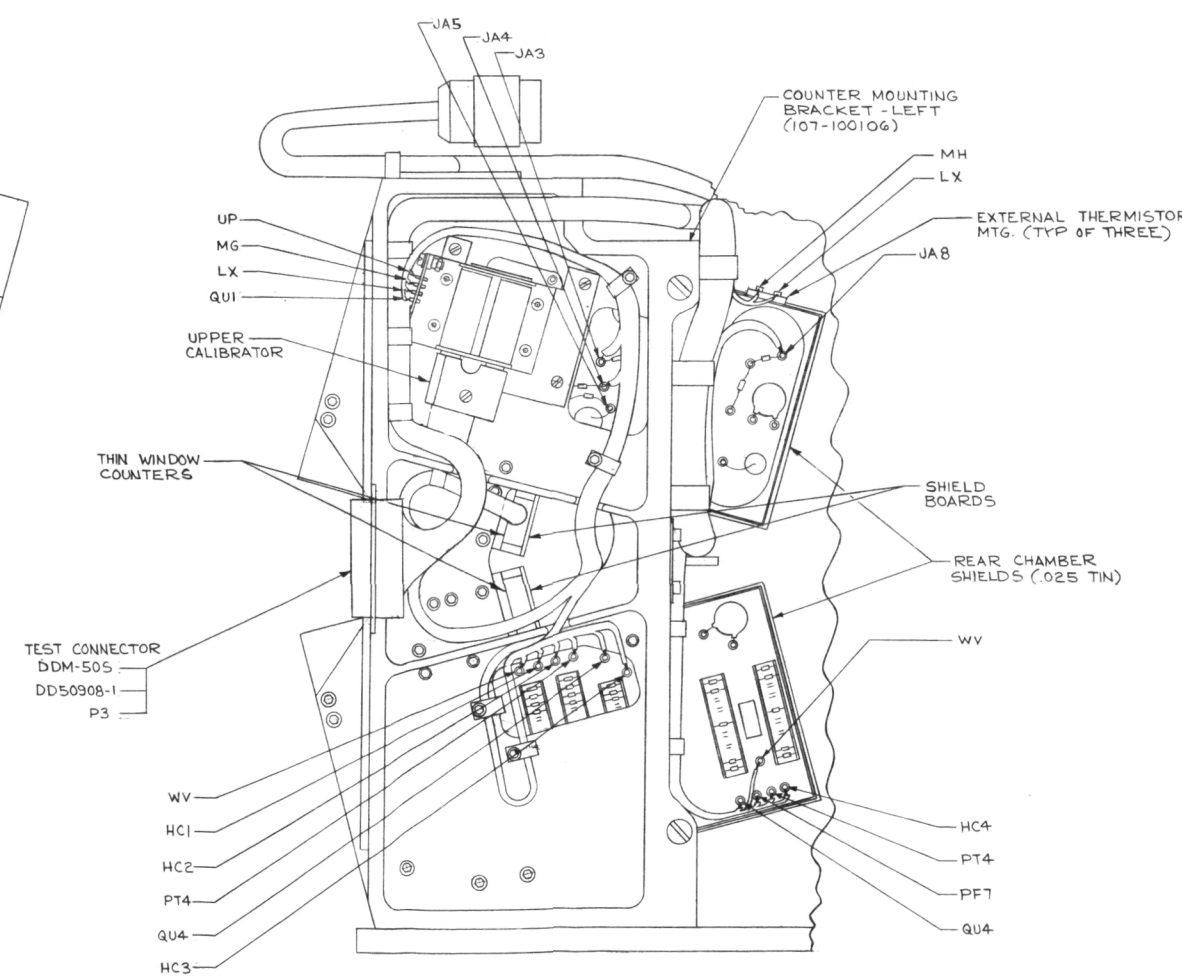 JA5
JA4
JA3
COUNTER MOUNTING
BRACKET - LEFT
(107-100106)
MH
LX
EXTERNAL THERMISTOR
MTG. (TYP OF THREE)
JA8
UP
MG
LX
QU1
UPPER
CALIBRATOR
THIN WINDOW
COUNTERS
SHIELD
BOARDS
REAR CHAMBER
SHIELDS (.025 TIN)
TEST CONNECTOR
DDM-50S
DD50908-1
P3
WV
WV
HC1
HC2
PT4
QU4
HC3
HC4
PT4
PF7
QU4